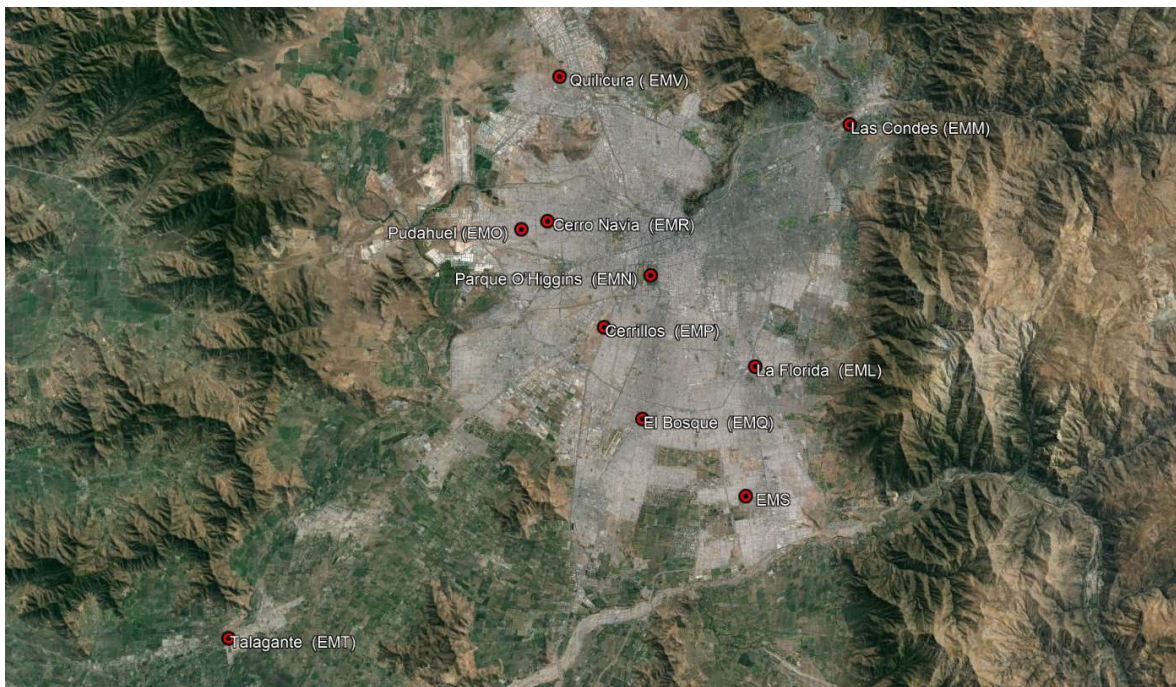 Quilicura ( EMV)
Las Condes (EMM)
Cerro Navia (EMR)
Pudahuel (EMO)
Parque O'Higgins (EMN)
Cerrillos (EMP)
La Florida (EML)
El Bosque (EMQ)
EMS
Talagante (EMT)